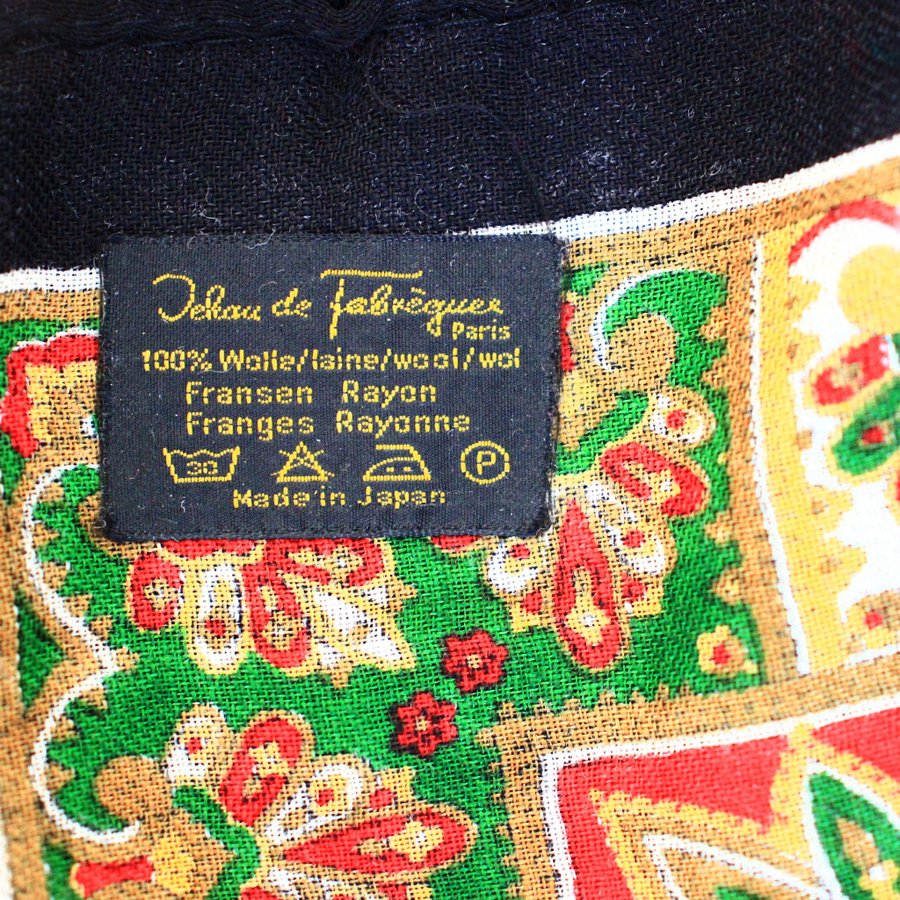 Jehan de Fabrèques
Paris
100% Wolle/laine/wool/wol
Fransen Rayon
Franges Rayonne
30 P
Made in Japan